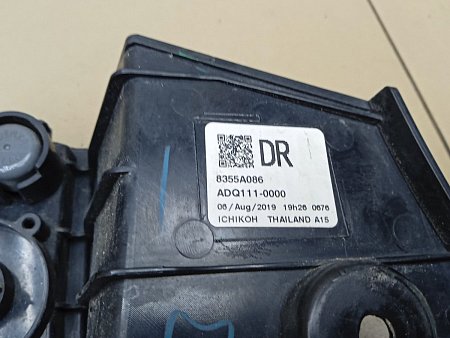 DR
8355A086
ADQ111-0000
08/Aug/2019 19h26 0676
ICHIKOH THAILAND A15